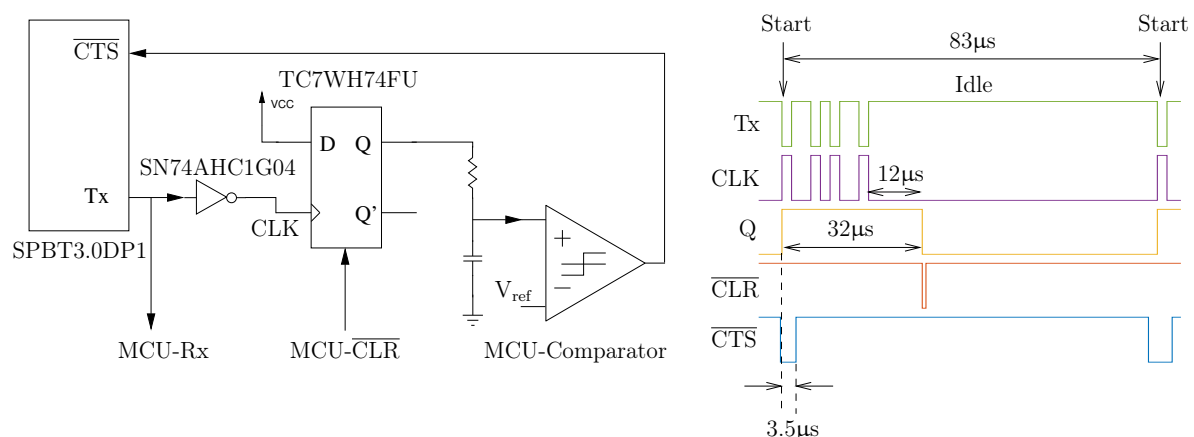 CTS
TC7WH74FU
vcc
D Q
SN74AHC1G04
Tx
CLK
Q'
SPBT3.0DP1
+
−
Vref
MCU-Rx
MCU-CLR
MCU-Comparator
Start Start
83µs
Idle
Tx
CLK
12µs
Q
32µs
CLR
CTS
3.5µs